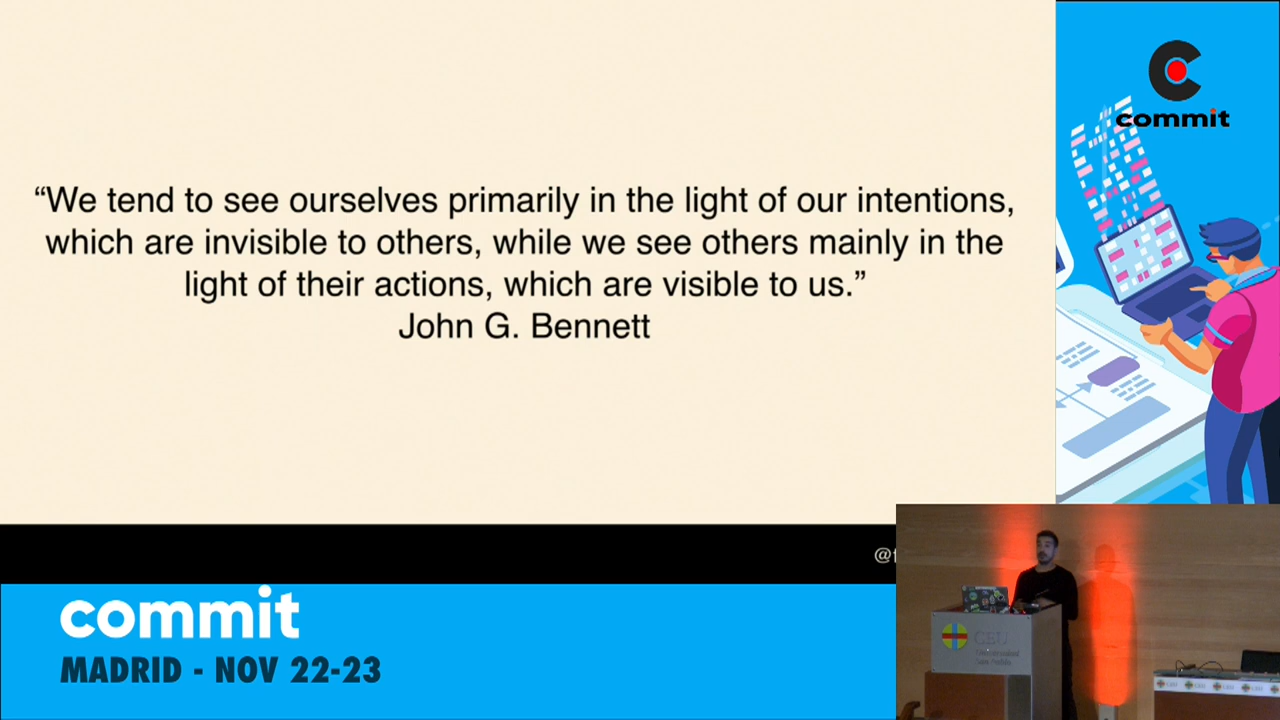 “We tend to see ourselves primarily in the light of our intentions,
which are invisible to others, while we see others mainly in the
light of their actions, which are visible to us.”
John G. Bennett
commit
commit
MADRID - NOV 22-23
CEU